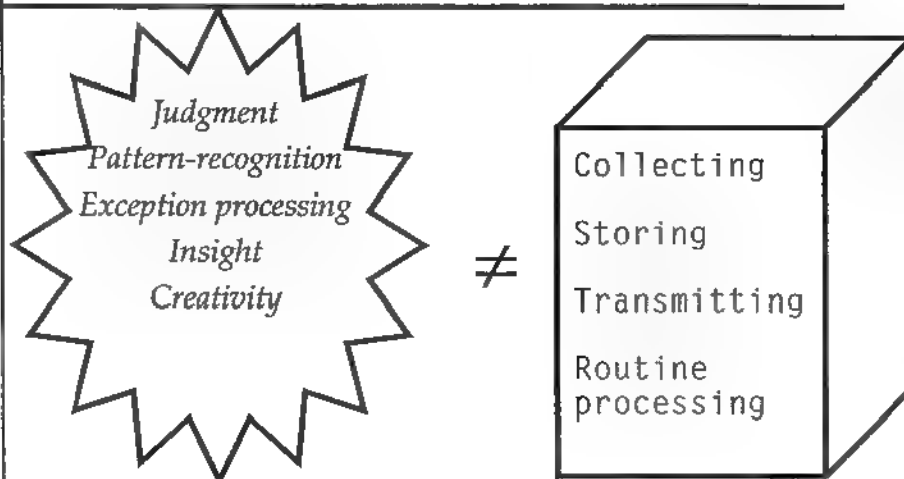 Judgment
Pattern-recognition
Exception processing
Insight
Creativity
≠
Collecting
Storing
Transmitting
Routine
processing